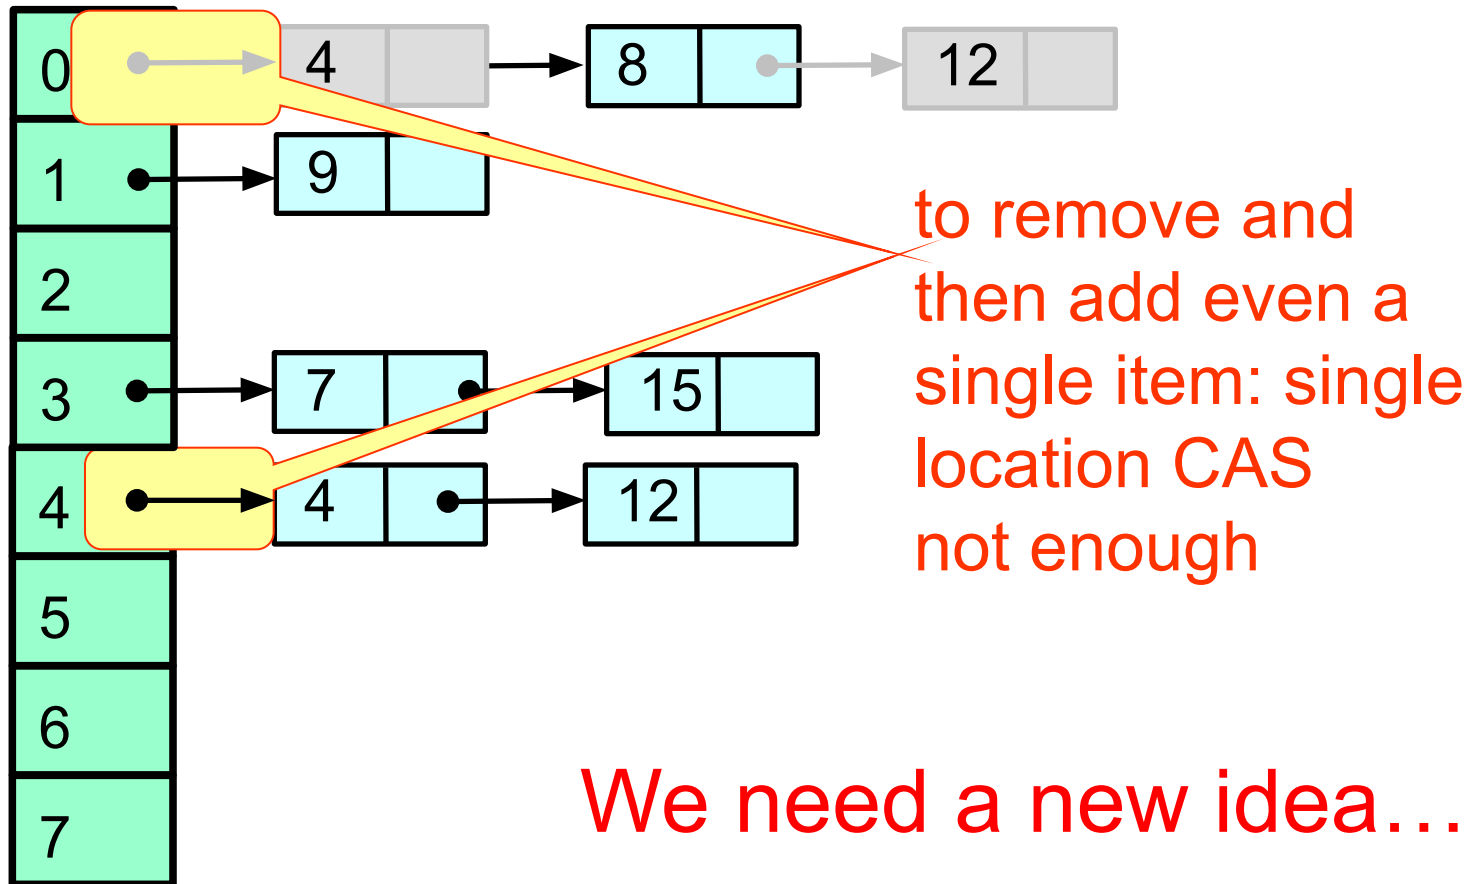 0 4 8 12
1 9
2
3 7 15
4 4 12
5
6
7
to remove and
then add even a
single item: single
location CAS
not enough
We need a new idea…